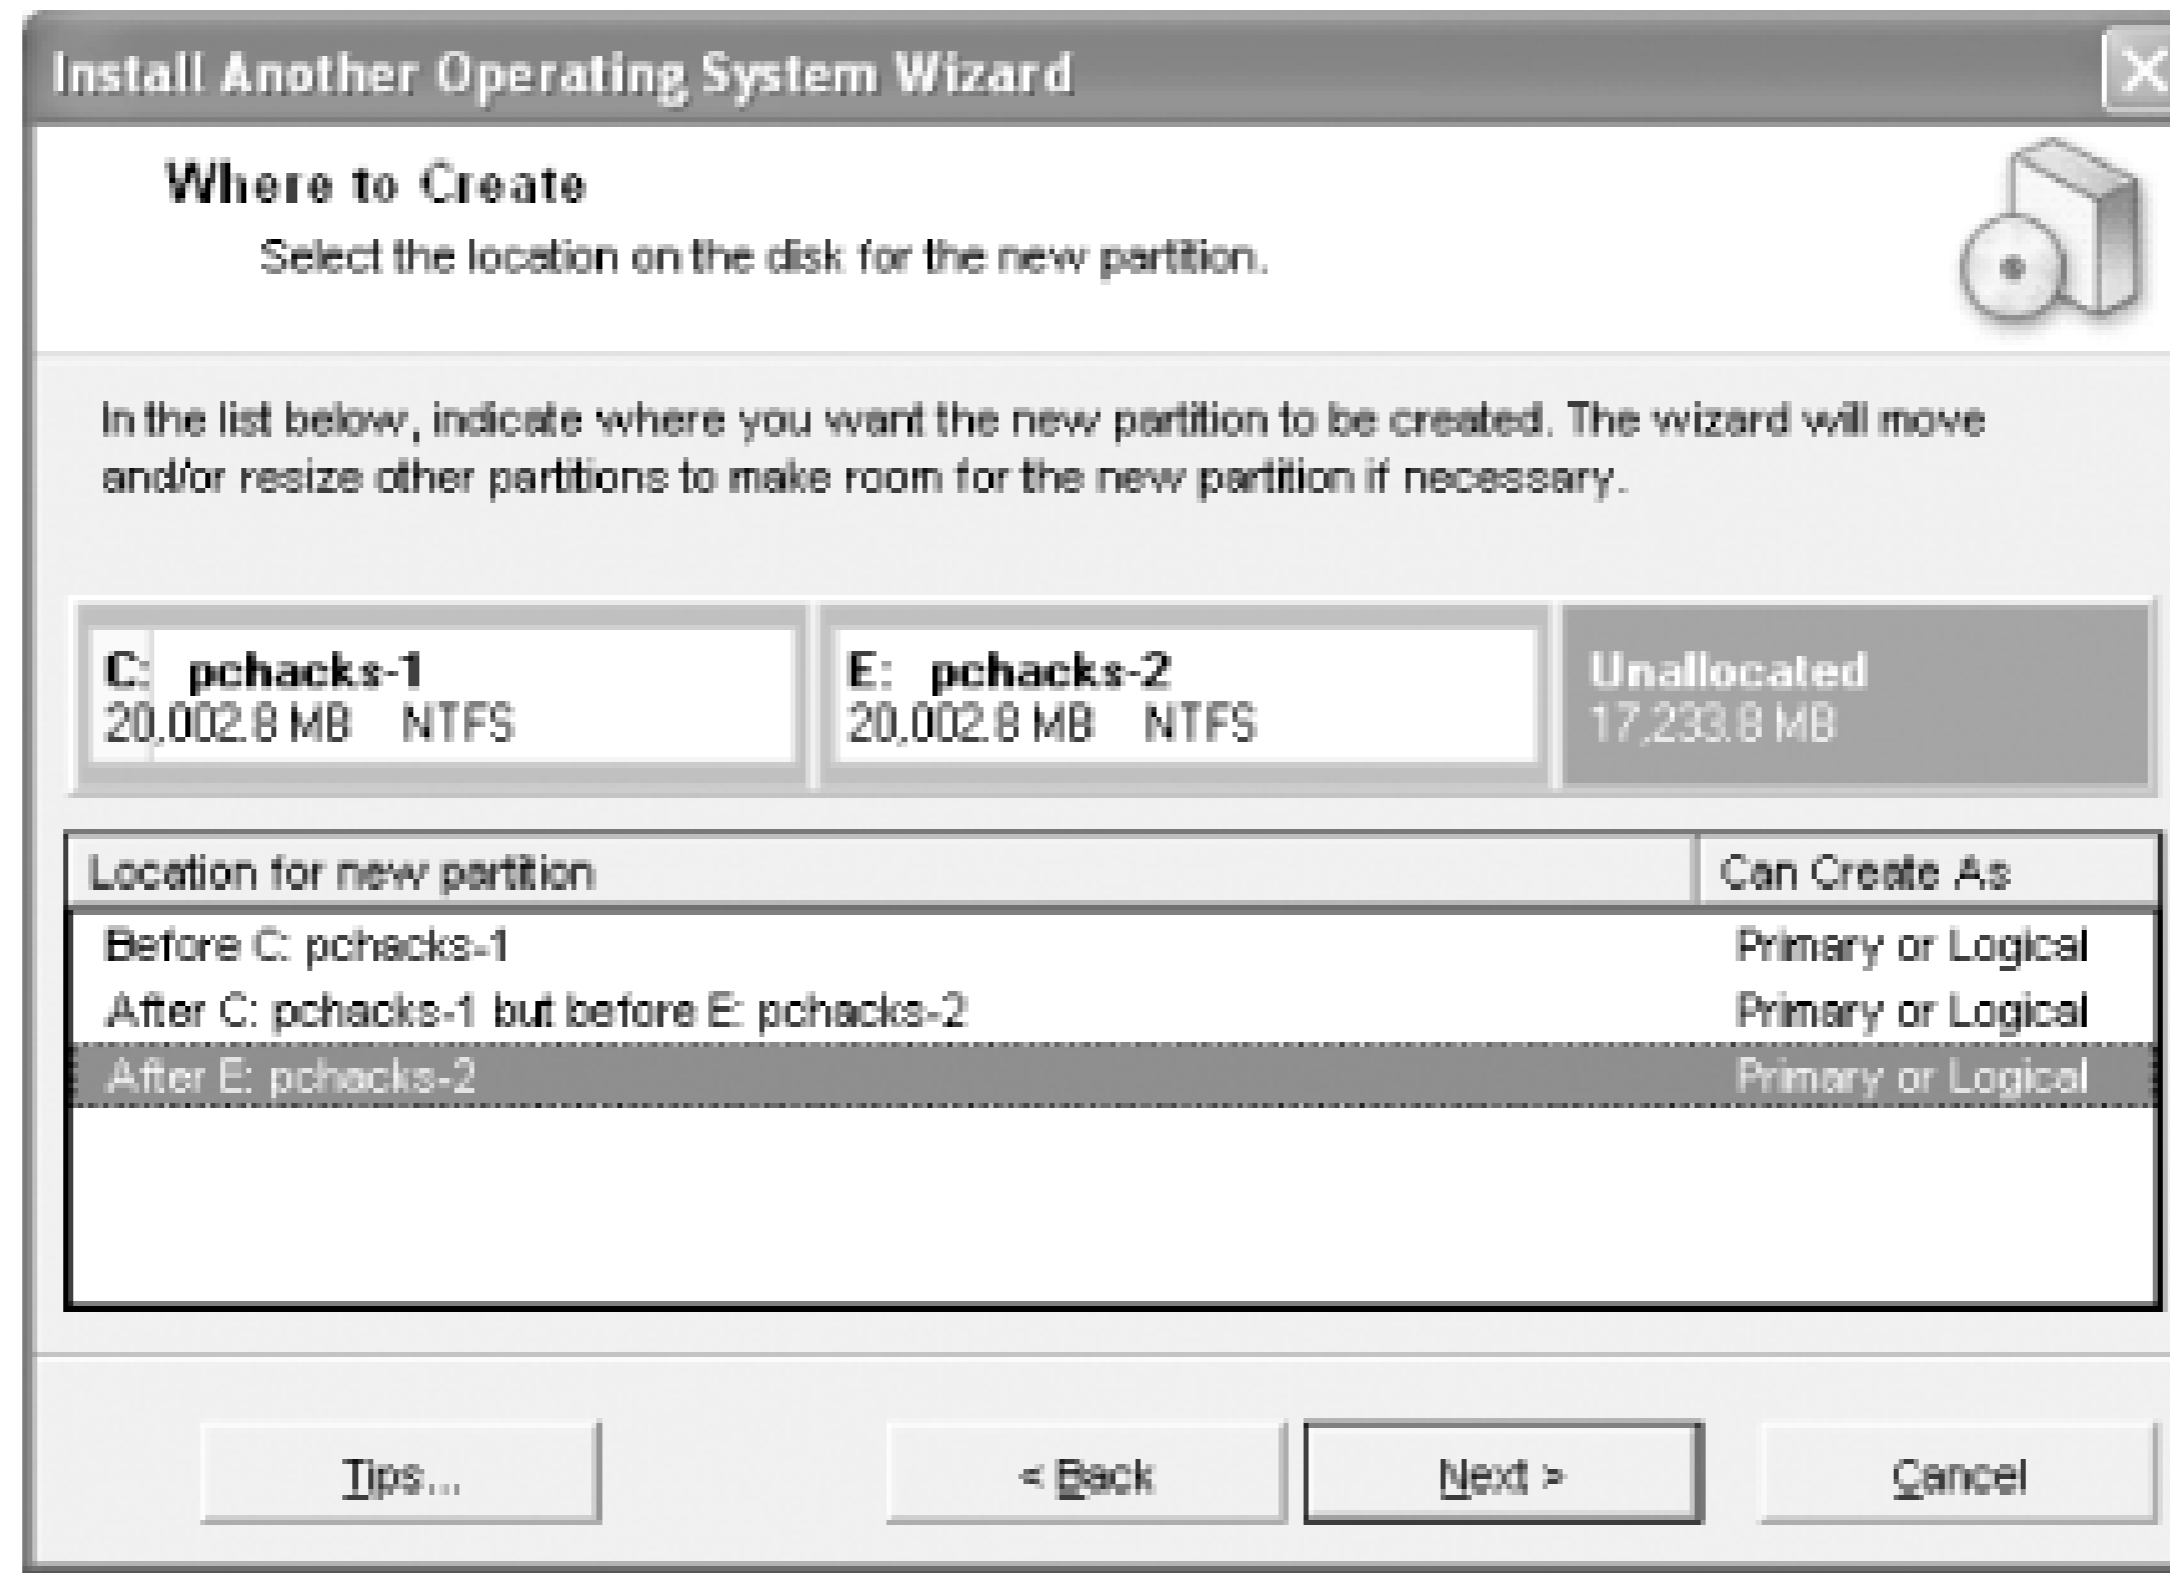 Install Another Operating System Wizard
Where to Create
Select the location on the disk for the new partition.
In the list below, indicate where you want the new partition to be created. The wizard will move
and/or resize other partitions to make room for the new partition if necessary.
C: pchacks-1
20,002.8 MB NTFS
E: pchacks-2
20,002.8 MB NTFS
Unallocated
17,233.8 MB
Location for new partition Can Create As
Before C: pchacks-1 Primary or Logical
After C: pchacks-1 but before E: pchacks-2 Primary or Logical
After E: pchacks-2 Primary or Logical
Tips... < Back Next > Cancel